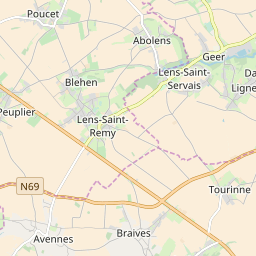 Poucet
Abolens
Geer
Lens-Saint-
Servais
Da
Ligne
Blehen
Peuplier
Lens-Saint-
Remy
N69
Tourinne
Braives
Avennes